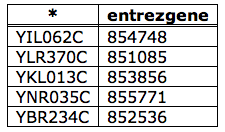 * entrezgene
YIL062C 854748
YLR370C 851085
YKL013C 853856
YNR035C 855771
YBR234C 852536